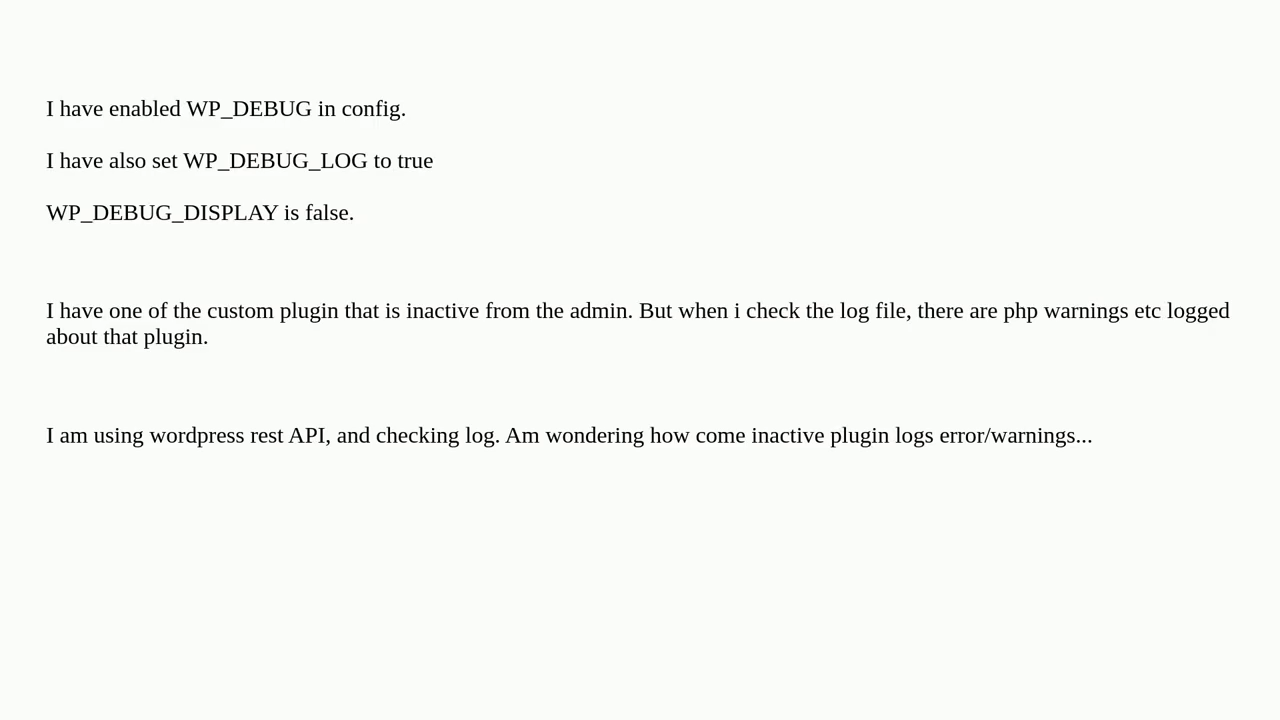 I have enabled WP_DEBUG in config.
I have also set WP_DEBUG_LOG to true
WP_DEBUG_DISPLAY is false.
I have one of the custom plugin that is inactive from the admin. But when i check the log file, there are php warnings etc logged
about that plugin.
I am using wordpress rest API, and checking log. Am wondering how come inactive plugin logs error/warnings...